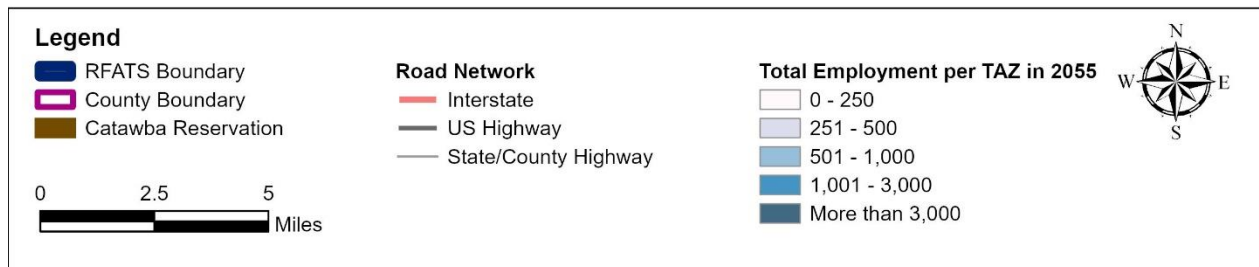 Legend
RFATS Boundary
County Boundary
Catawba Reservation
0 2.5 5
Miles
Road Network
Interstate
US Highway
State/County Highway
Total Employment per TAZ in 2055
0 - 250
251 - 500
501 - 1,000
1,001 - 3,000
More than 3,000
N
W E
S